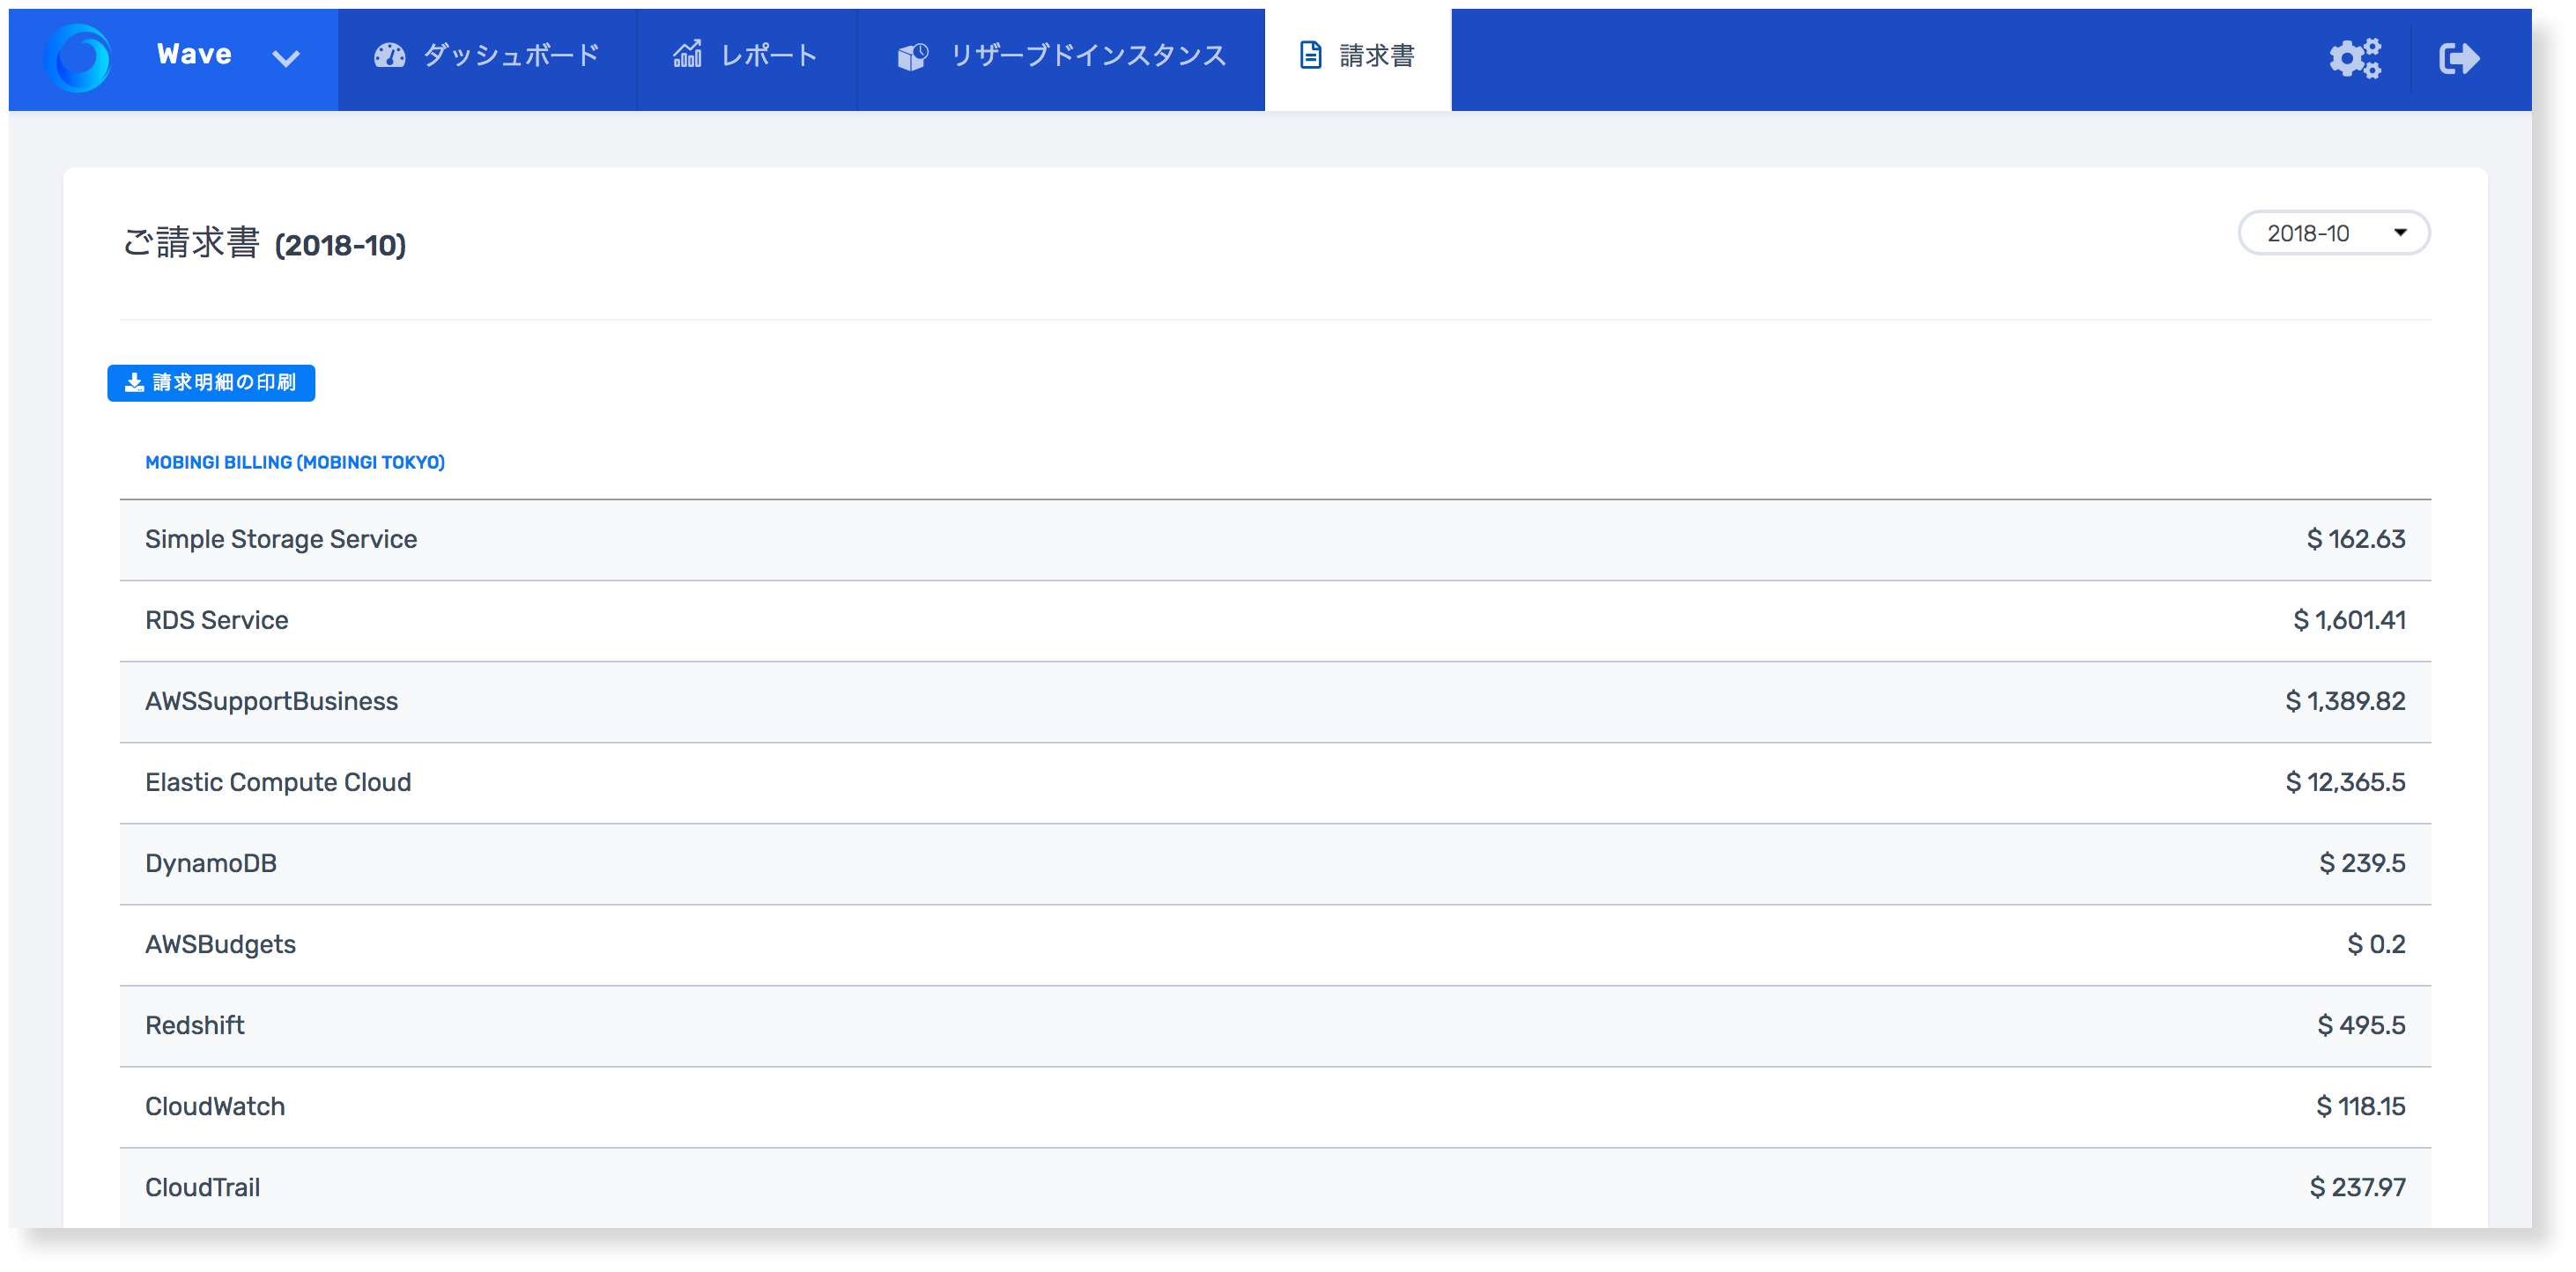 Wave ダッシュボード レポート リザーブドインスタンス 請求書
ご請求書 (2018-10) 2018-10
請求明細の印刷
MOBINGI BILLING (MOBINGI TOKYO)
Simple Storage Service $ 162.63
RDS Service $ 1,601.41
AWSSupportBusiness $ 1,389.82
Elastic Compute Cloud $ 12,365.5
DynamoDB $ 239.5
AWSBudgets $ 0.2
Redshift $ 495.5
CloudWatch $ 118.15
CloudTrail $ 237.97